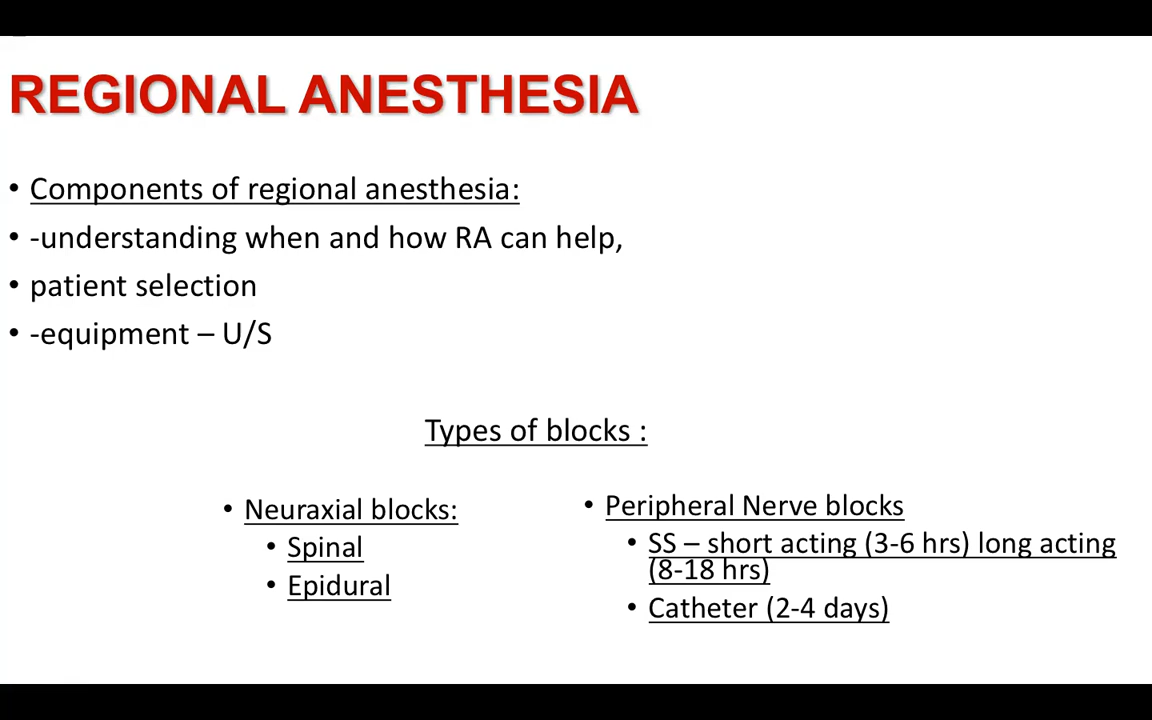 REGIONAL ANESTHESIA
• Components of regional anesthesia:
• -understanding when and how RA can help,
• patient selection
• -equipment – U/S
Types of blocks :
• Neuraxial blocks:
• Spinal
• Epidural
• Peripheral Nerve blocks
• SS – short acting (3-6 hrs) long acting
(8-18 hrs)
• Catheter (2-4 days)